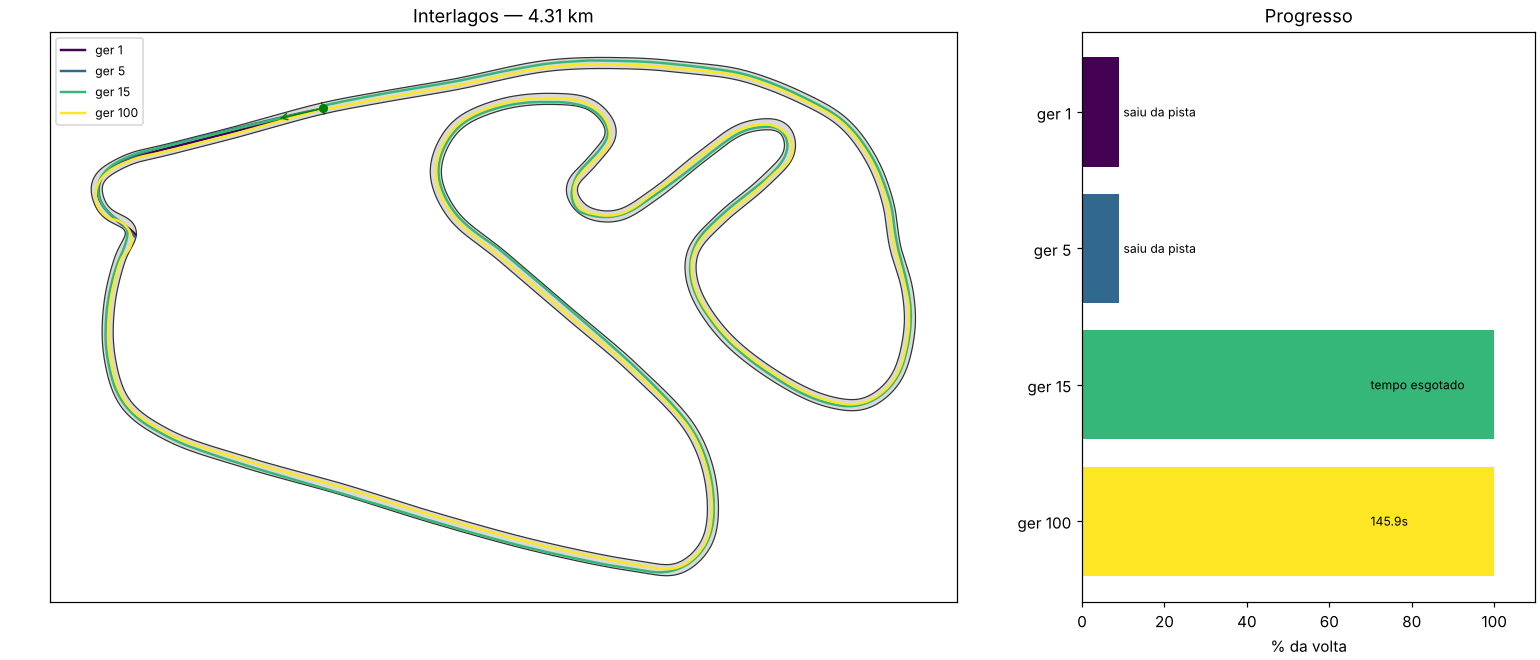 Interlagos — 4.31 km
ger 1
ger 5
ger 15
ger 100
Progresso
ger 1
saiu da pista
ger 5
saiu da pista
ger 15
tempo esgotado
ger 100
145.9s
0 20 40 60 80 100
% da volta